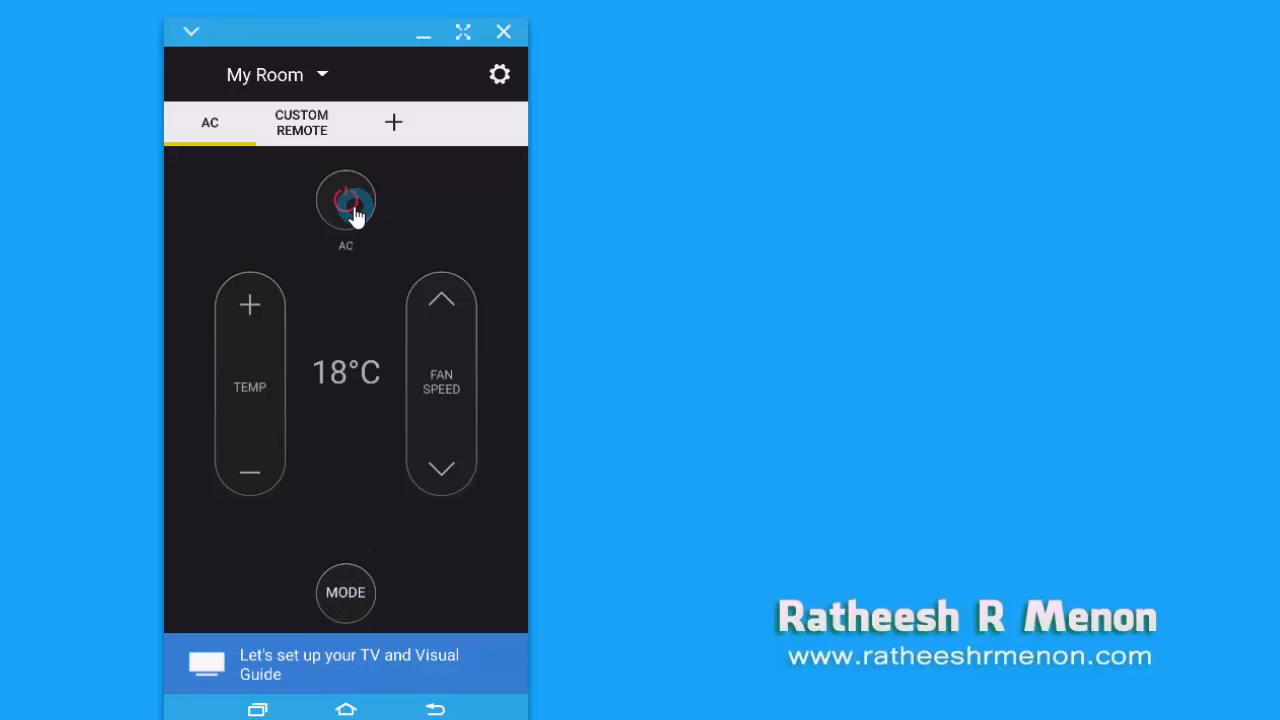 My Room
AC
CUSTOM
REMOTE
AC
TEMP
18°C
FAN
SPEED
MODE
Let's set up your TV and Visual
Guide
Ratheesh R Menon
www.ratheeshrmenon.com